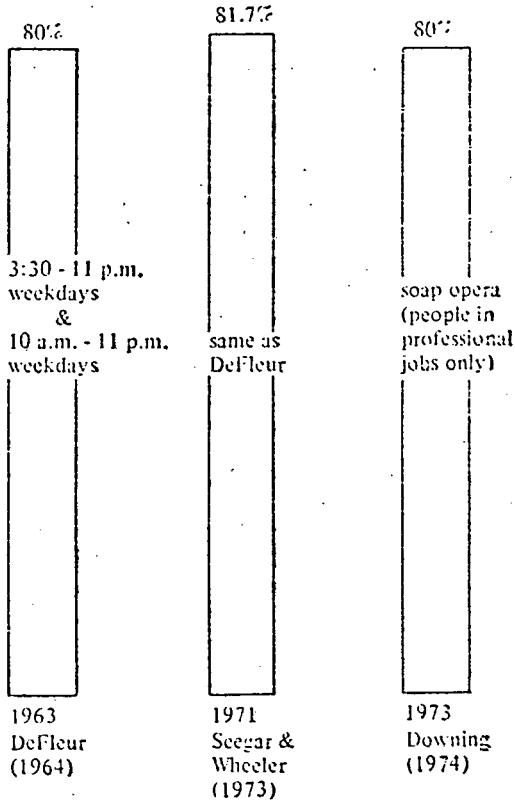 80%
81.7%
80%
3:30 - 11 p.m.
weekdays
&
10 a.m. - 11 p.m.
weekdays
same as
DeFleur
soap opera
(people in
professional
jobs only)
1963
DeFleur
(1964)
1971
Seegar &
Wheeler
(1973)
1973
Downing
(1974)